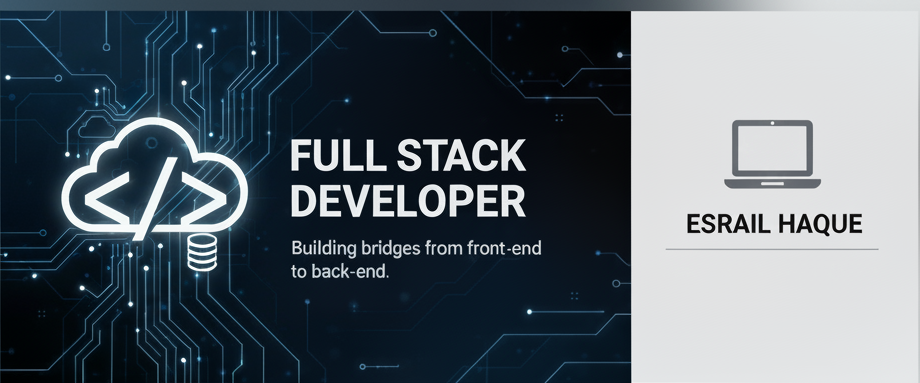 </>
FULL STACK
DEVELOPER
Building bridges from front-end
to back-end.
ESRAIL HAQUE